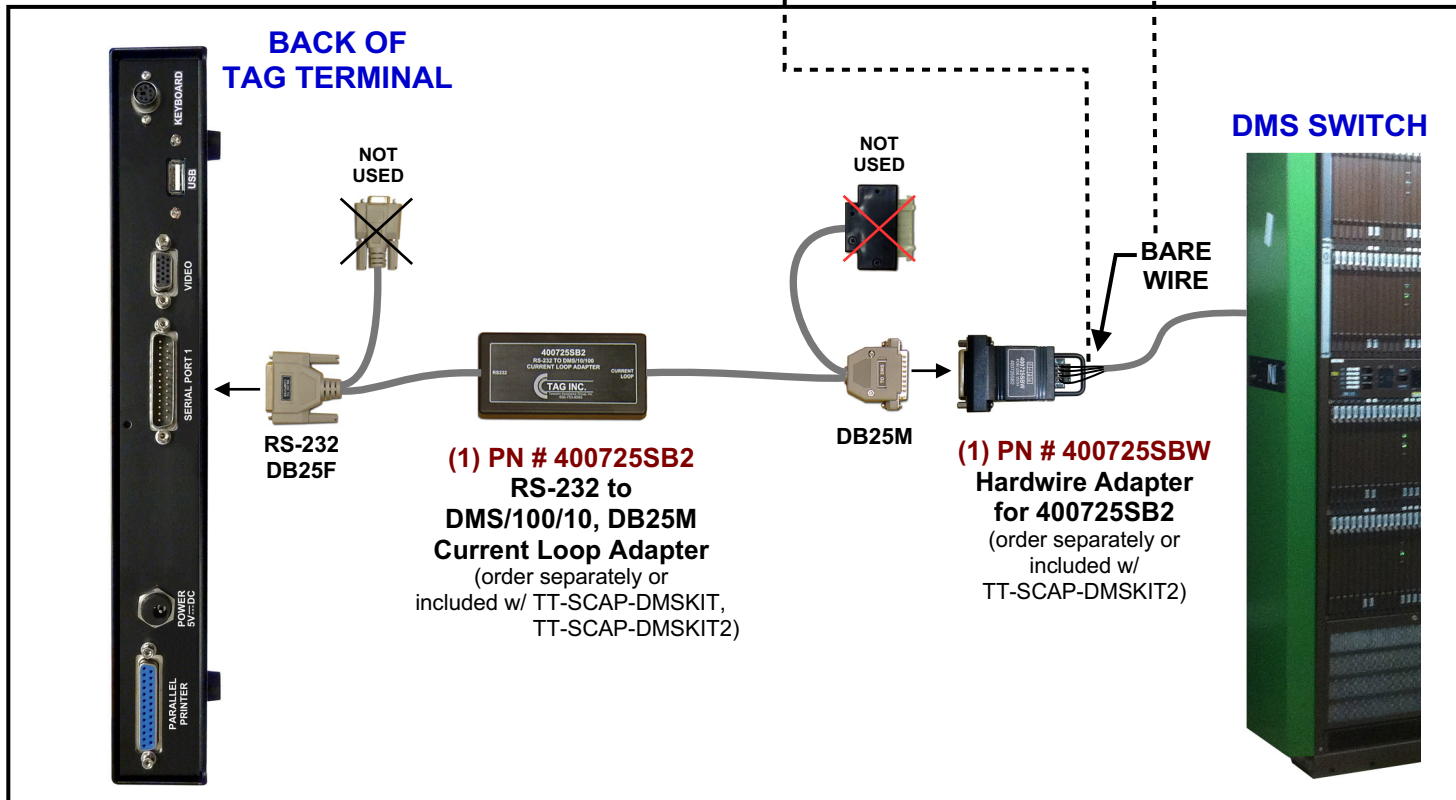 BACK OF
TAG TERMINAL
KEYBOARD
USB
VIDEO
SERIAL PORT 1
POWER
5V DC
PARALLEL
PRINTER
NOT
USED
RS-232
DB25F
400725SB2
RS-232 TO DMS/10/100
CURRENT LOOP ADAPTER
RS232
CURRENT
LOOP
TAG INC.
(1) PN # 400725SB2
RS-232 to
DMS/100/10, DB25M
Current Loop Adapter
(order separately or
included w/ TT-SCAP-DMSKIT,
TT-SCAP-DMSKIT2)
NOT
USED
DB25M
400725SBW
(1) PN # 400725SBW
Hardwire Adapter
for 400725SB2
(order separately or
included w/
TT-SCAP-DMSKIT2)
BARE
WIRE
DMS SWITCH